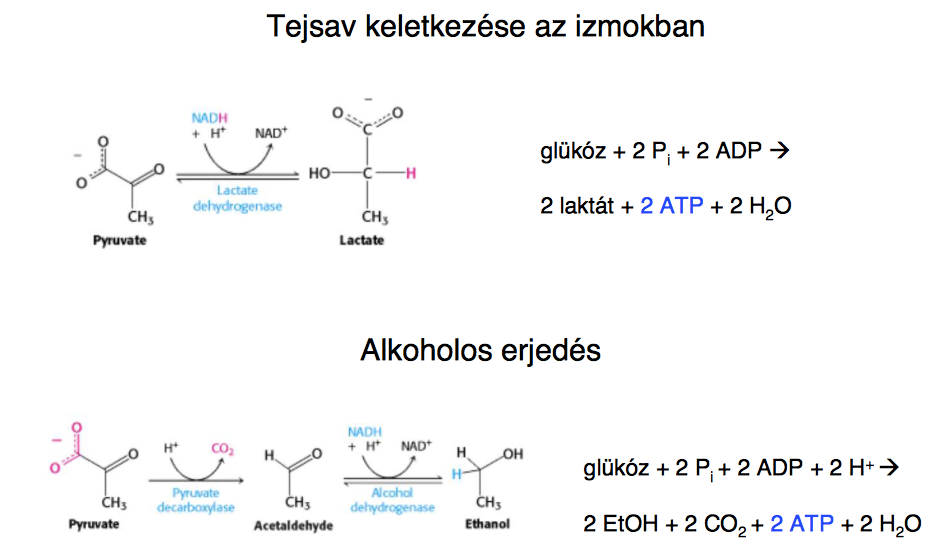 Tejsav keletkezése az izmokban
NADH
+ H⁺ NAD⁺
Lactate
dehydrogenase
O
O
O
CH₃
Pyruvate
–
O O
C
HO C H
CH₃
Lactate
glükóz + 2 Pᵢ + 2 ADP →
2 laktát + 2 ATP + 2 H₂O
Alkoholos erjedés
O
O
O
CH₃
Pyruvate
H⁺ CO₂
Pyruvate
decarboxylase
H O
CH₃
Acetaldehyde
NADH
+ H⁺ NAD⁺
Alcohol
dehydrogenase
H OH
H
CH₃
Ethanol
glükóz + 2 Pᵢ + 2 ADP + 2 H⁺ →
2 EtOH + 2 CO₂ + 2 ATP + 2 H₂O